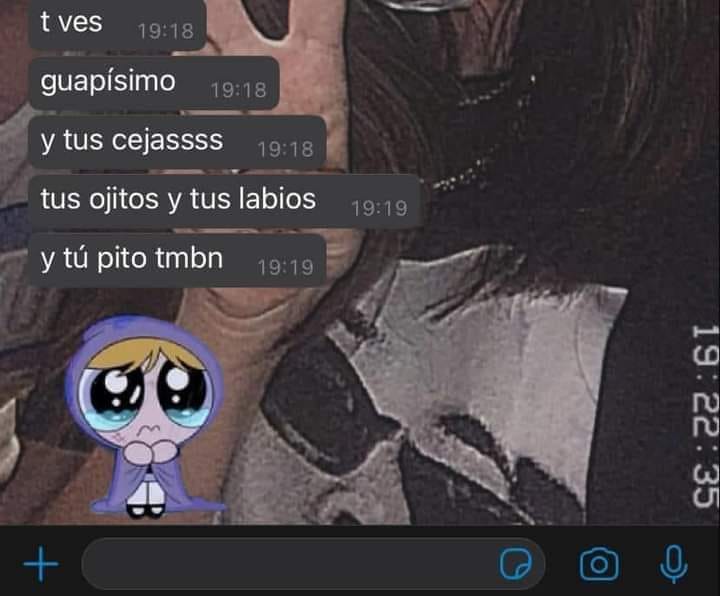 t ves 19:18
guapísimo 19:18
y tus cejassss 19:18
tus ojitos y tus labios 19:19
y tú pito tmbn 19:19
19:22:35